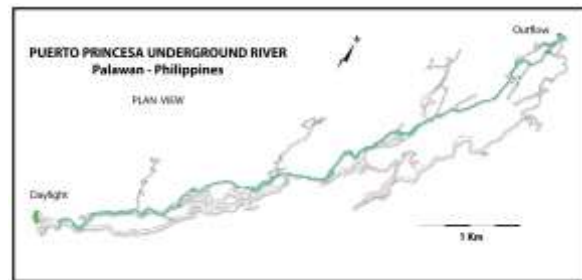 Outflow
PUERTO PRINCESA UNDERGROUND RIVER
Palawan - Philippines
PLAN VIEW
Daylight
1 Km